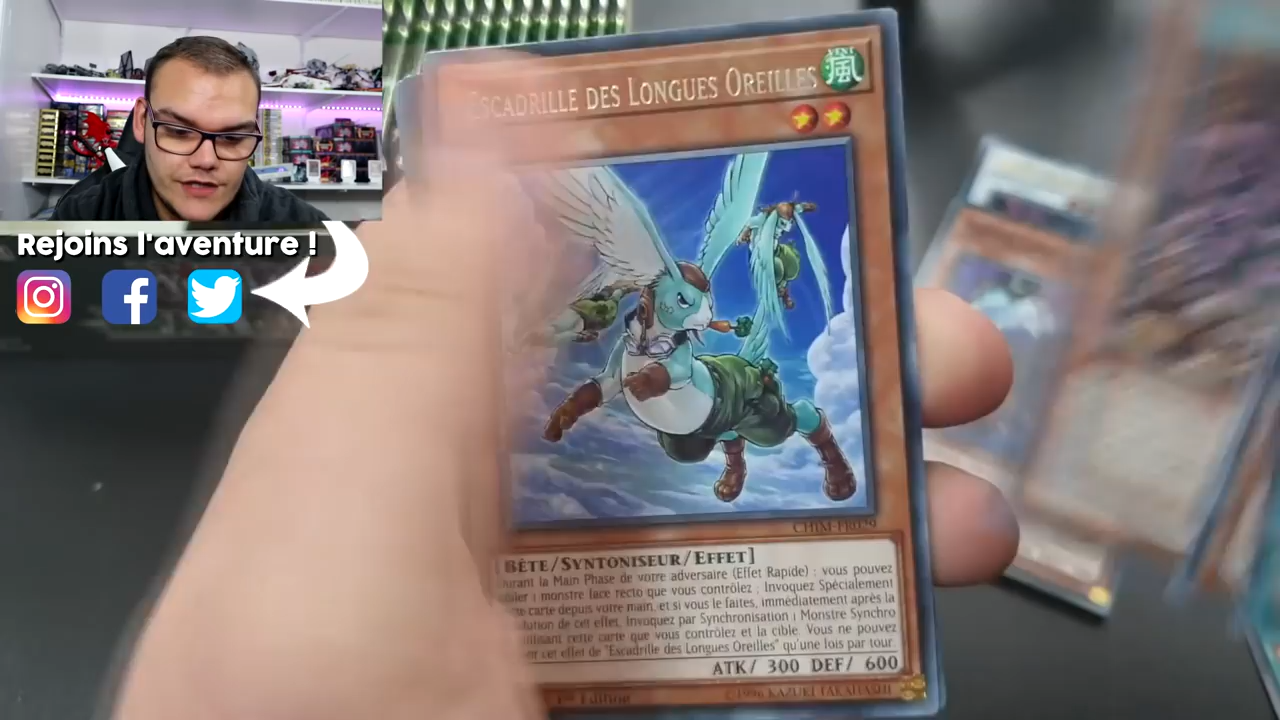 Rejoins l'aventure !
ESCADRILLE DES LONGUES OREILLES
VENT
風
[BÊTE/SYNTONISEUR/EFFET]
la Main Phase de votre adversaire (Effet Rapide) : vous pouvez
1 monstre face recto que vous contrôlez ; Invoquez Spécialement
carte depuis votre main, et si vous le faites, immédiatement après la
de cet effet, Invoquez par Synchronisation 1 Monstre Synchro
cette carte que vous contrôlez et la cible. Vous ne pouvez
cet effet de "Escadrille des Longues Oreilles" qu'une fois par tour.
ATK/ 300 DEF/ 600
1re Edition
©1996 KAZUKI TAKAHASHI